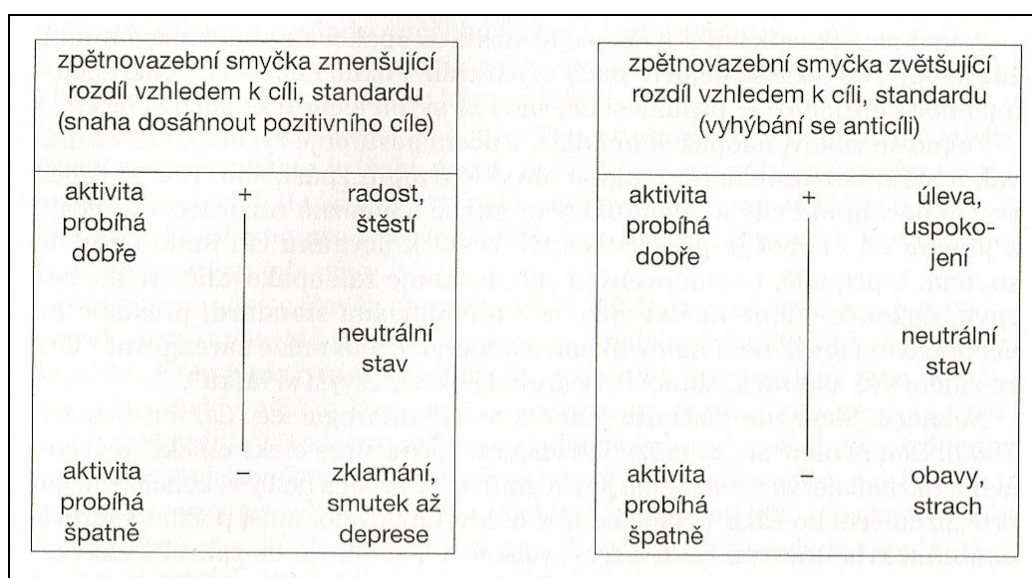 zpětnovazební smyčka zmenšující
rozdíl vzhledem k cíli, standardu
(snaha dosáhnout pozitivního cíle)
aktivita + radost,
probíhá štěstí
dobře
neutrální
stav
aktivita – zklamání,
probíhá smutek až
špatně deprese
zpětnovazební smyčka zvětšující
rozdíl vzhledem k cíli, standardu
(vyhýbání se anticíli)
aktivita + úleva,
probíhá uspoko-
dobře jení
neutrální
stav
aktivita – obavy,
probíhá strach
špatně